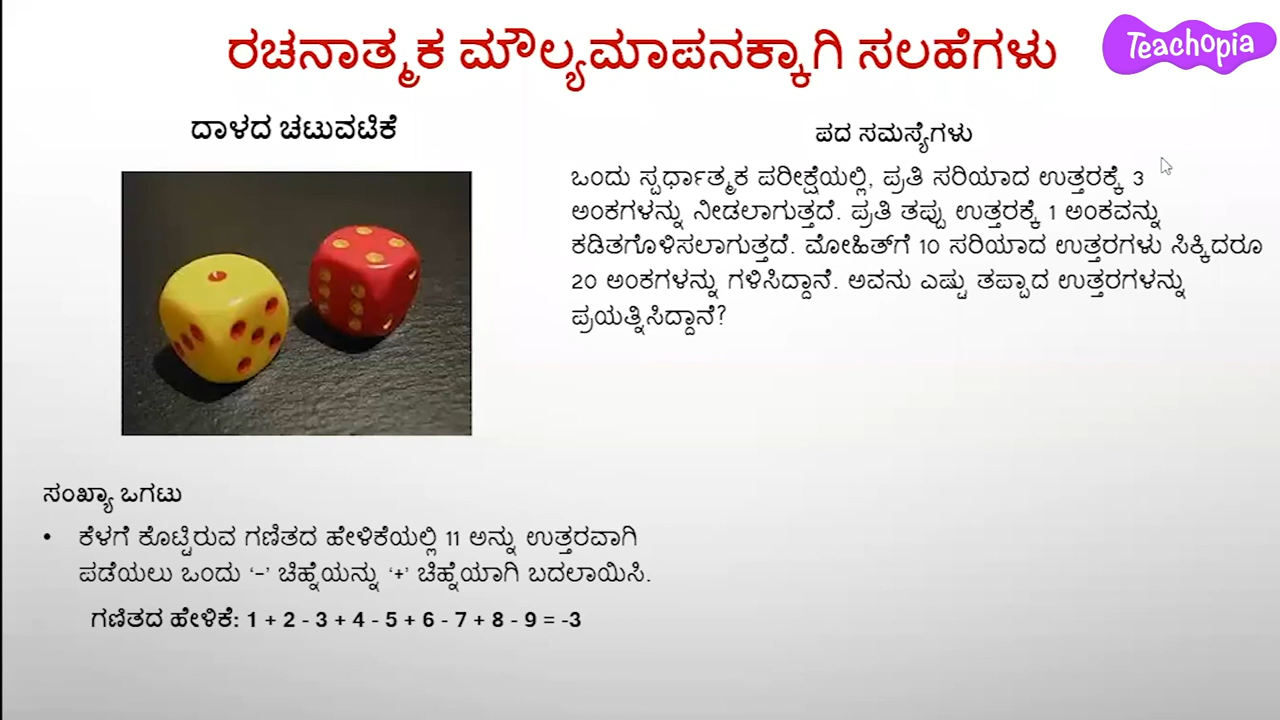 ರಚನಾತ್ಮಕ ಮೌಲ್ಯಮಾಪನಕ್ಕಾಗಿ ಸಲಹೆಗಳು
Teachopia
ದಾಳದ ಚಟುವಟಿಕೆ
ಪದ ಸಮಸ್ಯೆಗಳು
ಒಂದು ಸ್ಪರ್ಧಾತ್ಮಕ ಪರೀಕ್ಷೆಯಲ್ಲಿ, ಪ್ರತಿ ಸರಿಯಾದ ಉತ್ತರಕ್ಕೆ 3
ಅಂಕಗಳನ್ನು ನೀಡಲಾಗುತ್ತದೆ. ಪ್ರತಿ ತಪ್ಪು ಉತ್ತರಕ್ಕೆ 1 ಅಂಕವನ್ನು
ಕಡಿತಗೊಳಿಸಲಾಗುತ್ತದೆ. ಮೋಹಿತ್‌ಗೆ 10 ಸರಿಯಾದ ಉತ್ತರಗಳು ಸಿಕ್ಕಿದರೂ
20 ಅಂಕಗಳನ್ನು ಗಳಿಸಿದ್ದಾನೆ. ಅವನು ಎಷ್ಟು ತಪ್ಪಾದ ಉತ್ತರಗಳನ್ನು
ಪ್ರಯತ್ನಿಸಿದ್ದಾನೆ?
ಸಂಖ್ಯಾ ಒಗಟು
• ಕೆಳಗೆ ಕೊಟ್ಟಿರುವ ಗಣಿತದ ಹೇಳಿಕೆಯಲ್ಲಿ 11 ಅನ್ನು ಉತ್ತರವಾಗಿ
ಪಡೆಯಲು ಒಂದು ‘-’ ಚಿಹ್ನೆಯನ್ನು ‘+’ ಚಿಹ್ನೆಯಾಗಿ ಬದಲಾಯಿಸಿ.
ಗಣಿತದ ಹೇಳಿಕೆ: 1 + 2 - 3 + 4 - 5 + 6 - 7 + 8 - 9 = -3